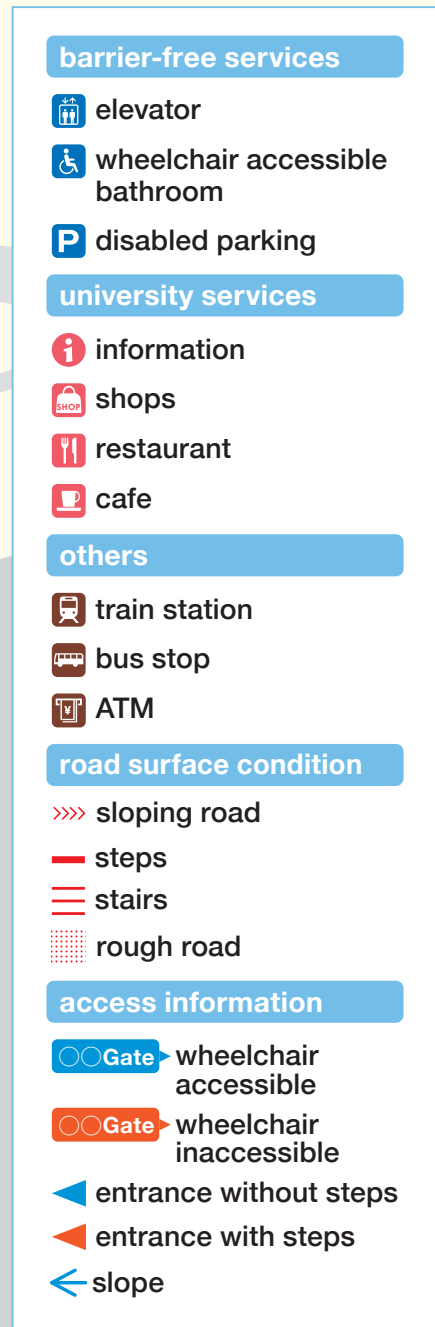 barrier-free services
elevator
wheelchair accessible
bathroom
P disabled parking
university services
i information
SHOP shops
restaurant
cafe
others
train station
bus stop
¥ ATM
road surface condition
sloping road
steps
stairs
rough road
access information
○○Gate wheelchair
accessible
○○Gate wheelchair
inaccessible
entrance without steps
entrance with steps
slope